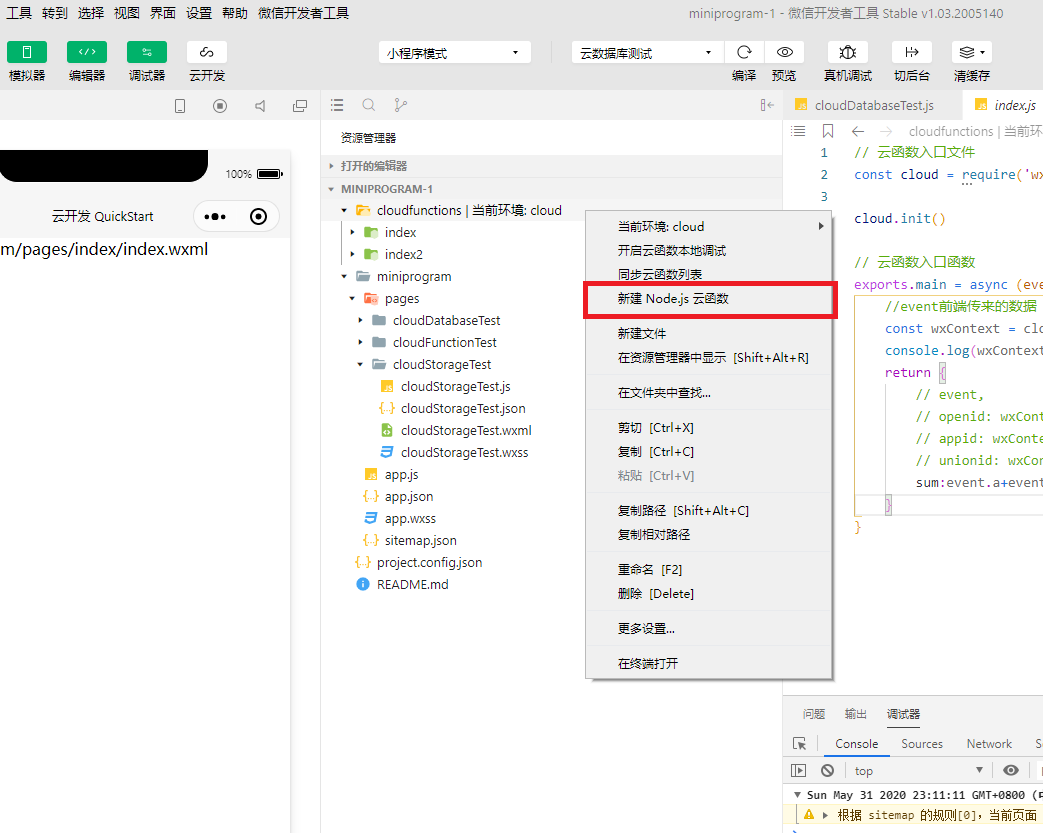 工具 转到 选择 视图 界面 设置 帮助 微信开发者工具
miniprogram-1 - 微信开发者工具 Stable v1.03.2005140
小程序模式
云数据库测试
模拟器 编辑器 调试器 云开发
编译 预览 真机调试 切后台 清缓存
100%
云开发 QuickStart
m/pages/index/index.wxml
资源管理器
打开的编辑器
MINIPROGRAM-1
cloudfunctions | 当前环境: cloud
index
index2
miniprogram
pages
cloudDatabaseTest
cloudFunctionTest
cloudStorageTest
cloudStorageTest.js
cloudStorageTest.json
cloudStorageTest.wxml
cloudStorageTest.wxss
app.js
app.json
app.wxss
sitemap.json
project.config.json
README.md
当前环境: cloud
开启云函数本地调试
同步云函数列表
新建 Node.js 云函数
新建文件
在资源管理器中显示 [Shift+Alt+R]
在文件夹中查找...
剪切 [Ctrl+X]
复制 [Ctrl+C]
粘贴 [Ctrl+V]
复制路径 [Shift+Alt+C]
复制相对路径
重命名 [F2]
删除 [Delete]
更多设置...
在终端打开
cloudDatabaseTest.js index.js
cloudfunctions | 当前环
1 // 云函数入口文件
2 const cloud = require('wx
3
cloud.init()
// 云函数入口函数
exports.main = async (eve
//event前端传来的数据
const wxContext = clo
console.log(wxContext
return {
// event,
// openid: wxCont
// appid: wxConte
// unionid: wxCon
sum:event.a+event
}
}
问题 输出 调试器
Console Sources Network S
top
Sun May 31 2020 23:11:11 GMT+0800 (中
根据 sitemap 的规则[0]，当前页面